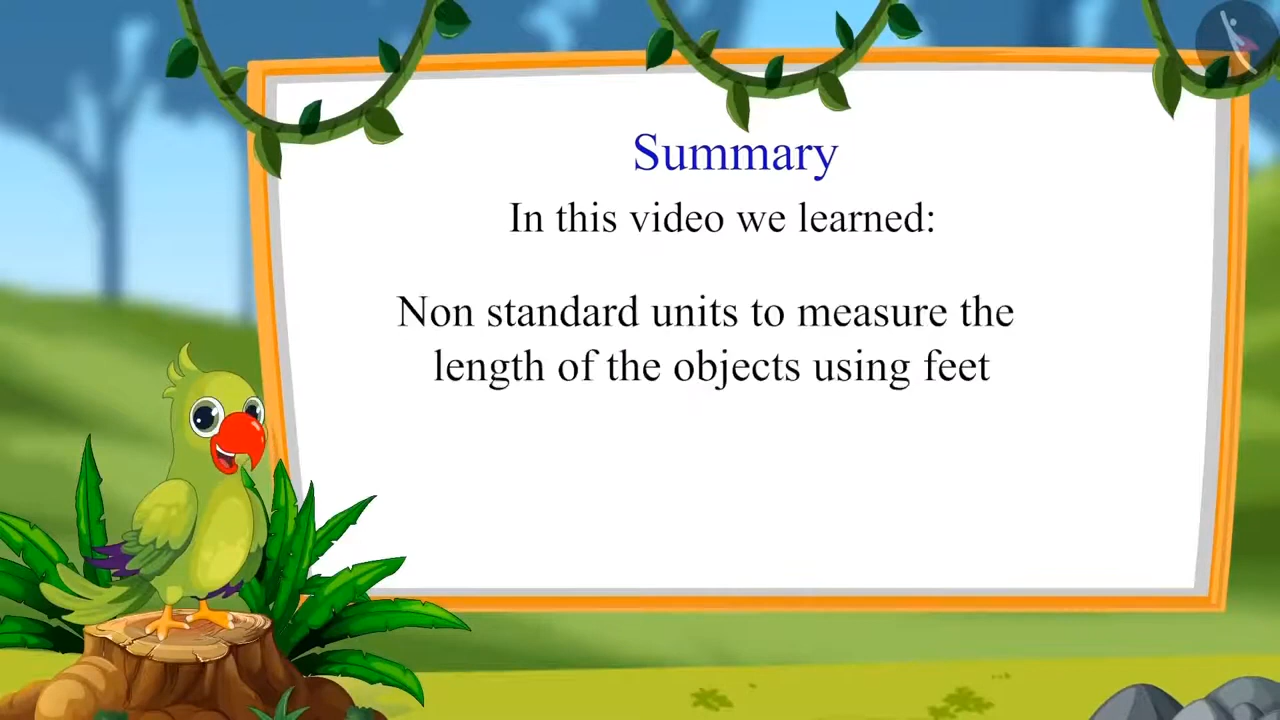 Summary
In this video we learned:
Non standard units to measure the
length of the objects using feet